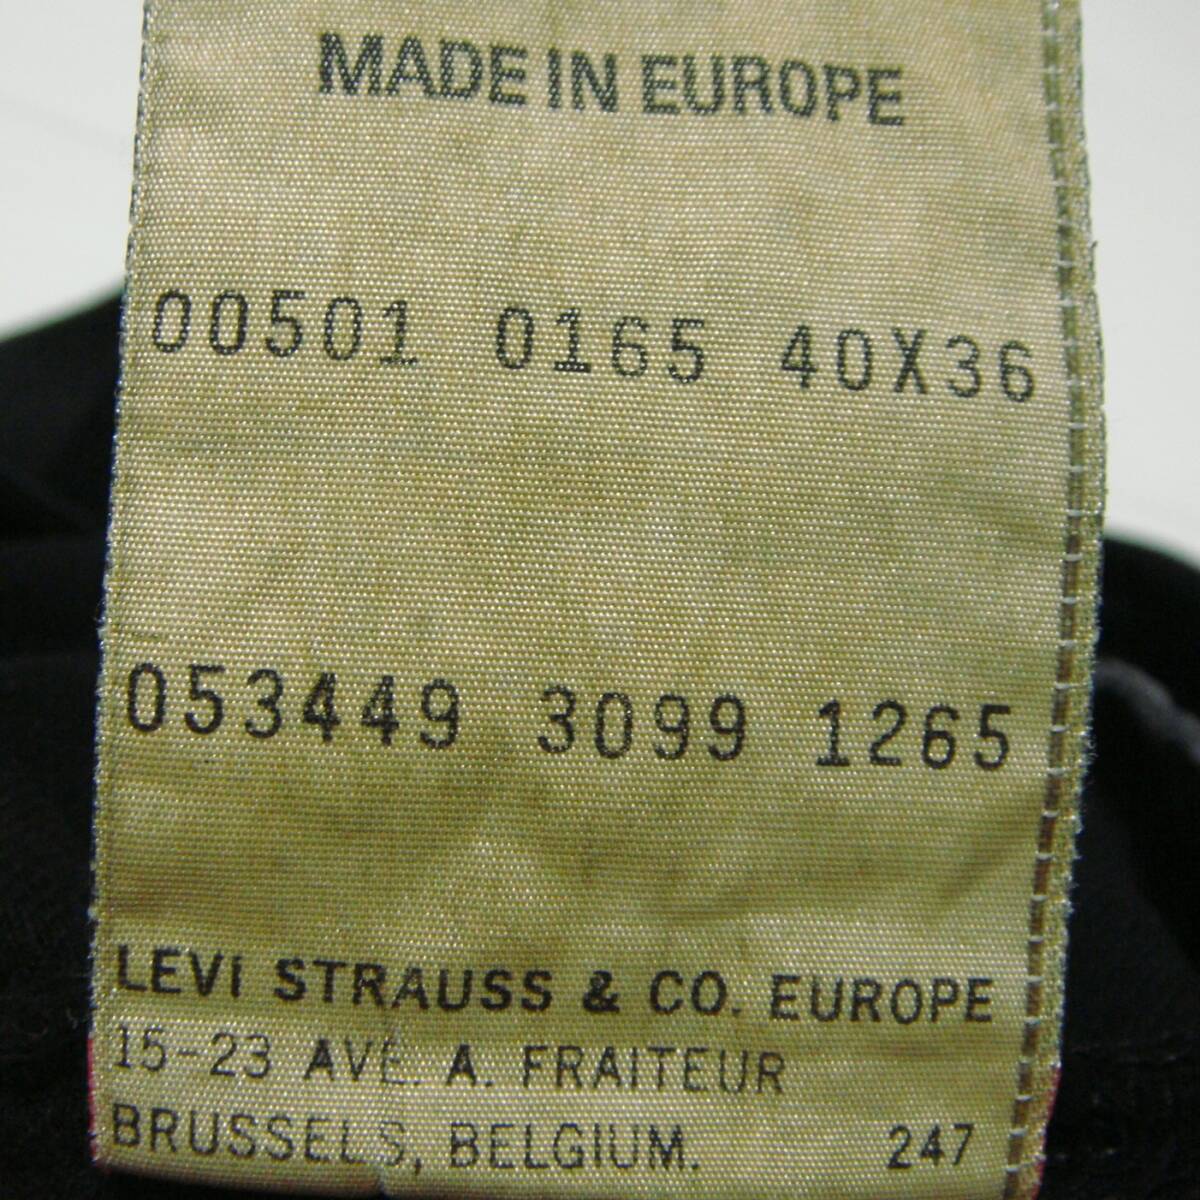 MADE IN EUROPE
00501 0165 40X36
053449 3099 1265
LEVI STRAUSS & CO. EUROPE
15-23 AVE. A. FRAITEUR
BRUSSELS, BELGIUM. 247